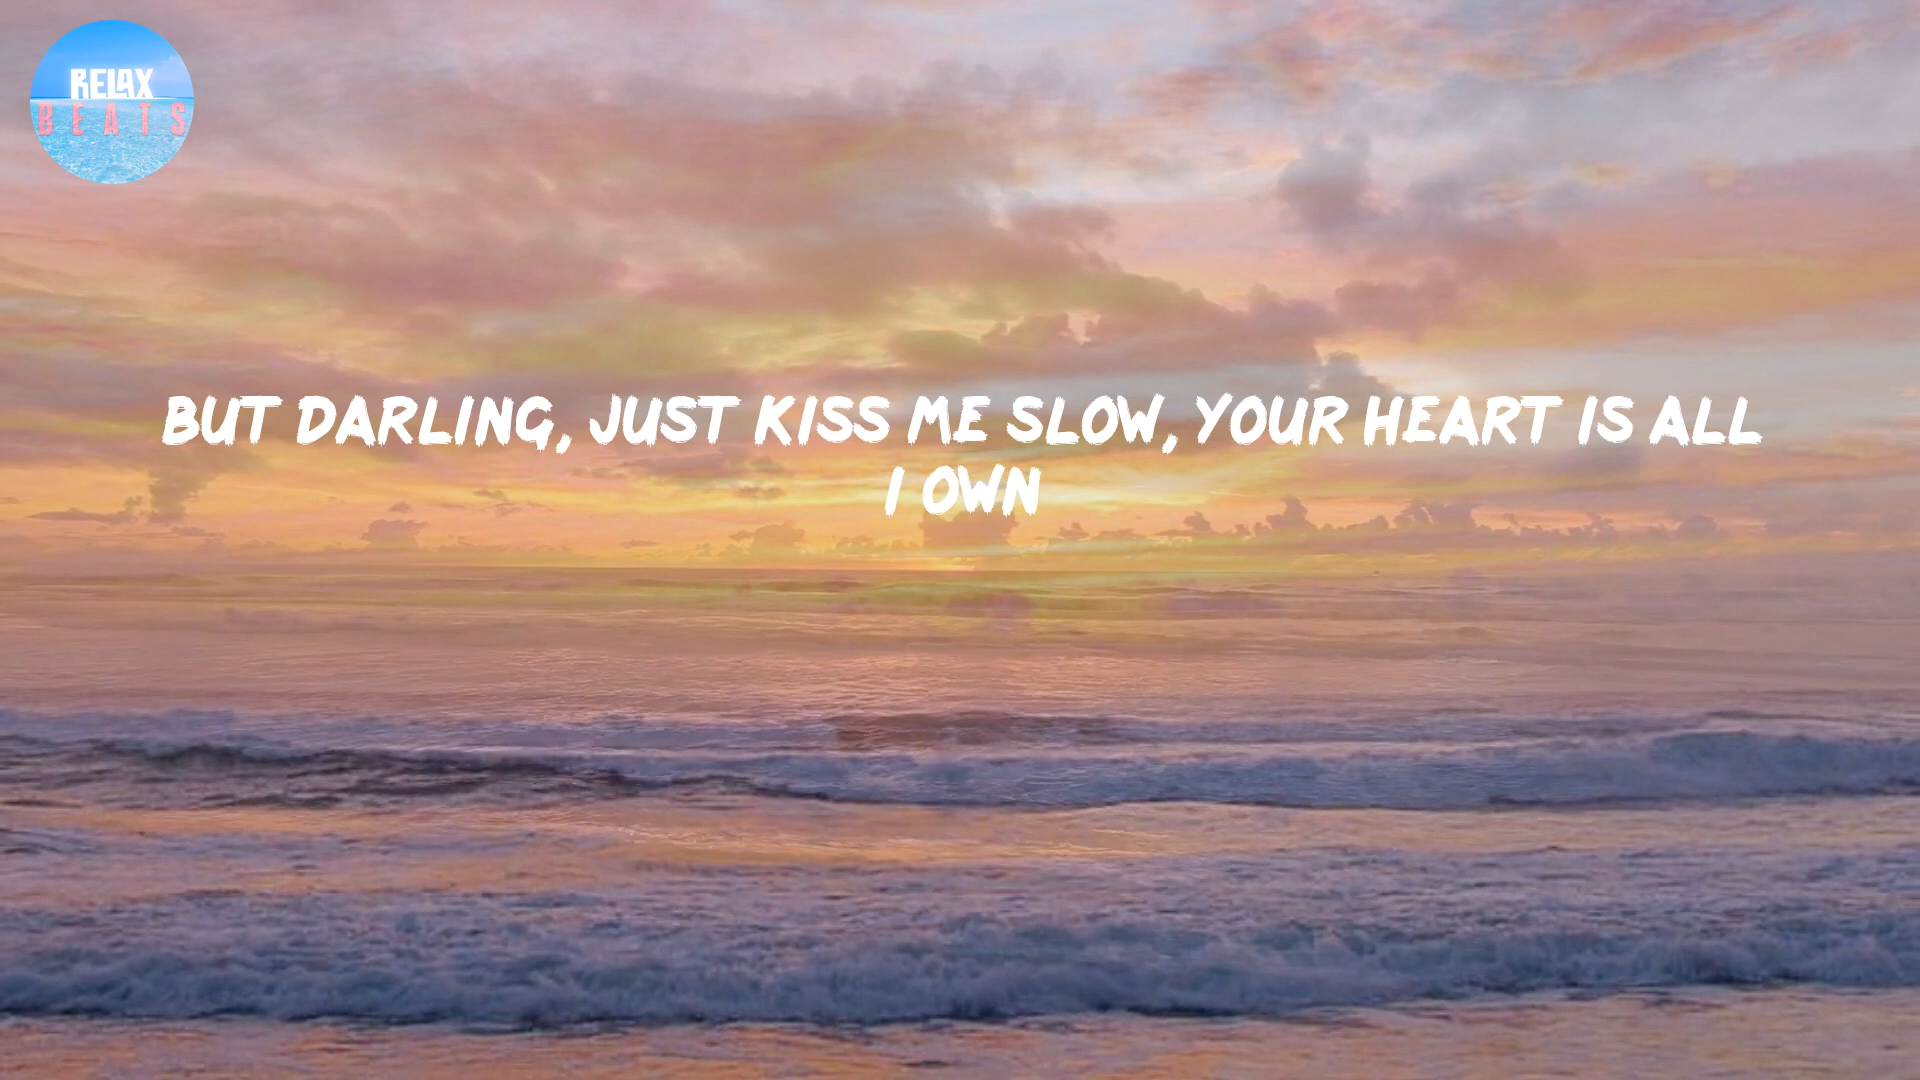 RELAX
BEATS
BUT DARLING, JUST KISS ME SLOW, YOUR HEART IS ALL
I OWN